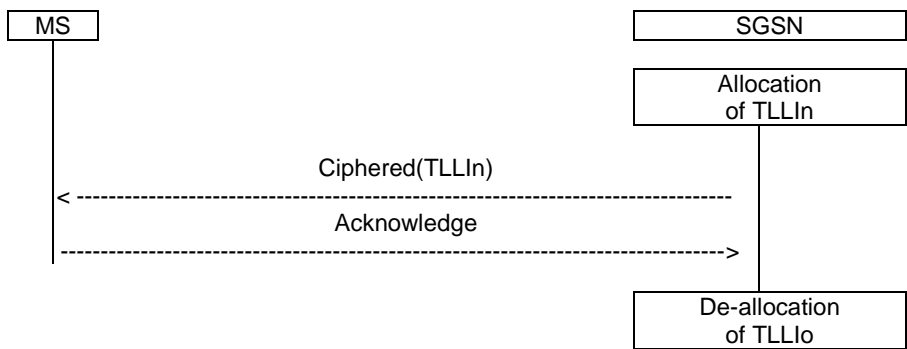 MS
SGSN
Allocation
of TLLIn
Ciphered(TLLIn)
< ---------------------------------------------------------------------------------
Acknowledge
----------------------------------------------------------------------------------->
De-allocation
of TLLIo